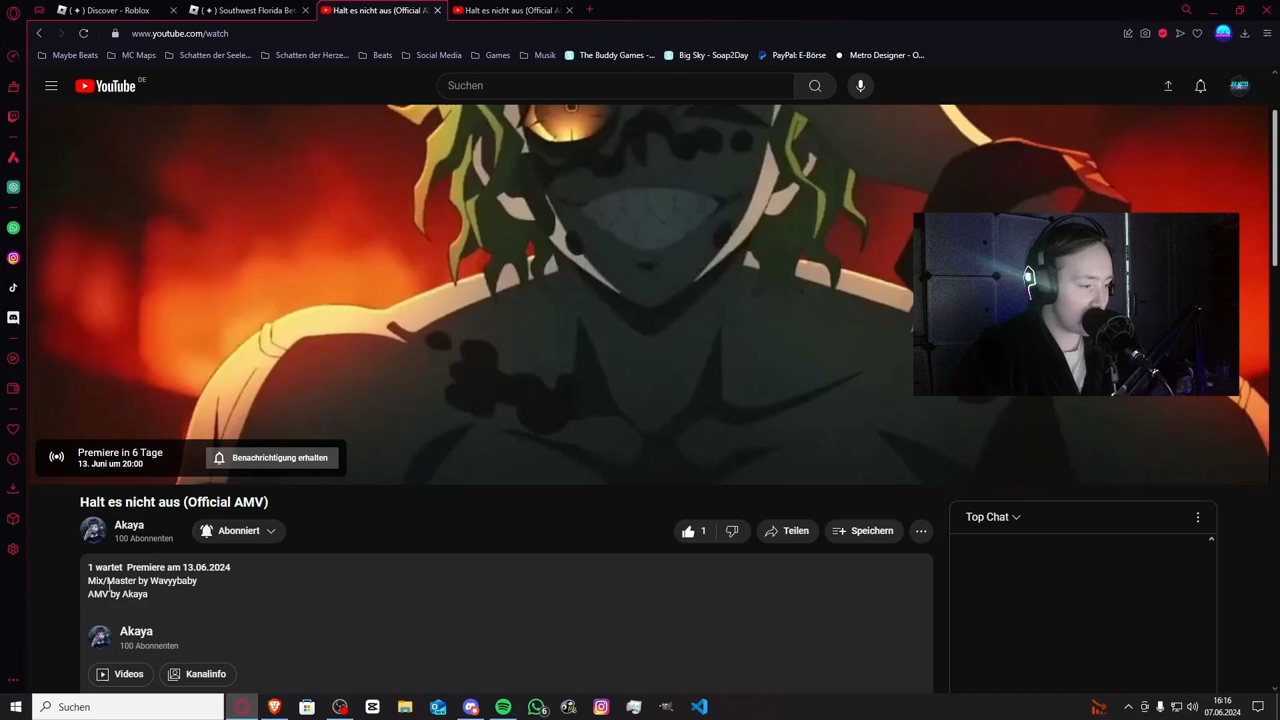 ( ✦ ) Discover - Roblox
( ✦ ) Southwest Florida Bet
Halt es nicht aus (Official A
Halt es nicht aus (Official AMV)
www.youtube.com/watch
Maybe Beats
MC Maps
Schatten der Seele...
Schatten der Herze...
Beats
Social Media
Games
Musik
The Buddy Games -...
Big Sky - Soap2Day
PayPal: E-Börse
Metro Designer - O...
YouTube DE
Suchen
Premiere in 6 Tage
13. Juni um 20:00
Benachrichtigung erhalten
Halt es nicht aus (Official AMV)
Akaya
100 Abonnenten
Abonniert
1
Teilen
Speichern
Top Chat
1 wartet Premiere am 13.06.2024
Mix/Master by Wavyybaby
AMV by Akaya
Akaya
100 Abonnenten
Videos
Kanalinfo
Suchen
6
16:16
07.06.2024